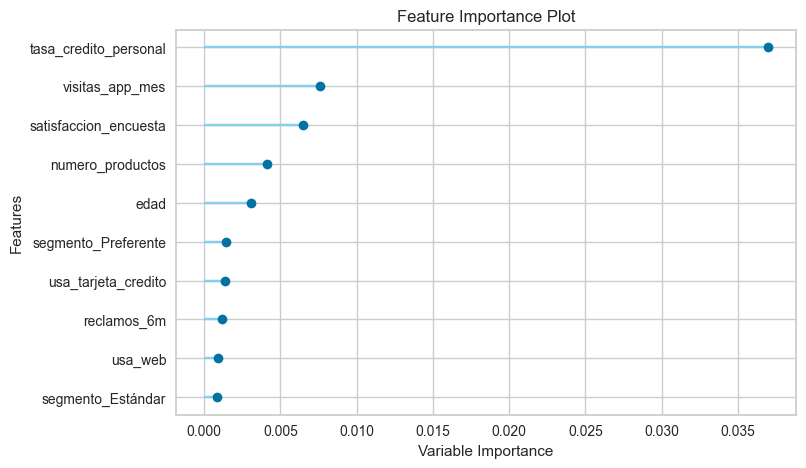 Feature Importance Plot
tasa_credito_personal
visitas_app_mes
satisfaccion_encuesta
numero_productos
edad
segmento_Preferente
usa_tarjeta_credito
reclamos_6m
usa_web
segmento_Estándar
Features
0.000 0.005 0.010 0.015 0.020 0.025 0.030 0.035
Variable Importance